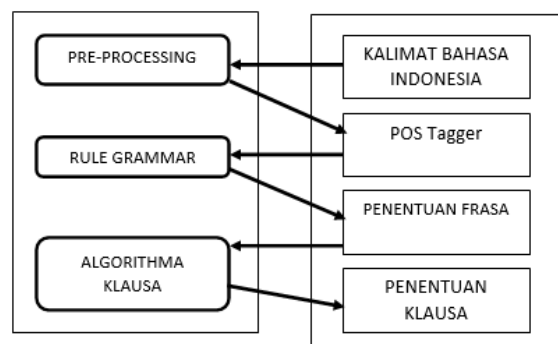 PRE-PROCESSING
KALIMAT BAHASA
INDONESIA
POS Tagger
RULE GRAMMAR
PENENTUAN FRASA
ALGORITHMA
KLAUSA
PENENTUAN
KLAUSA